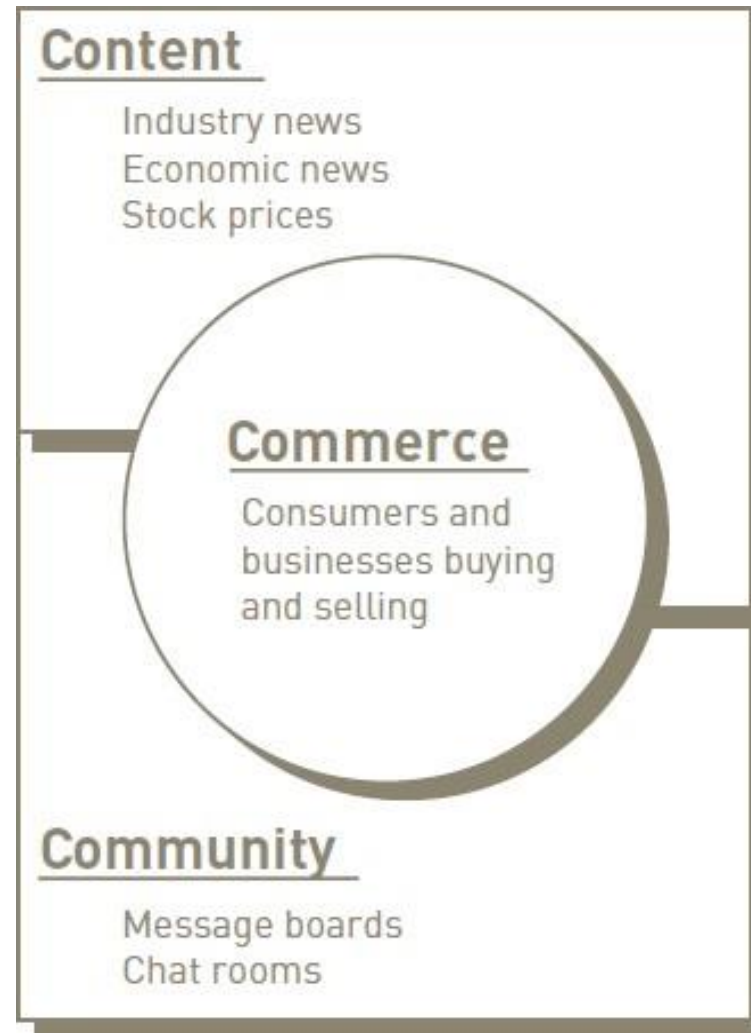 Content
Industry news
Economic news
Stock prices
Commerce
Consumers and
businesses buying
and selling
Community
Message boards
Chat rooms